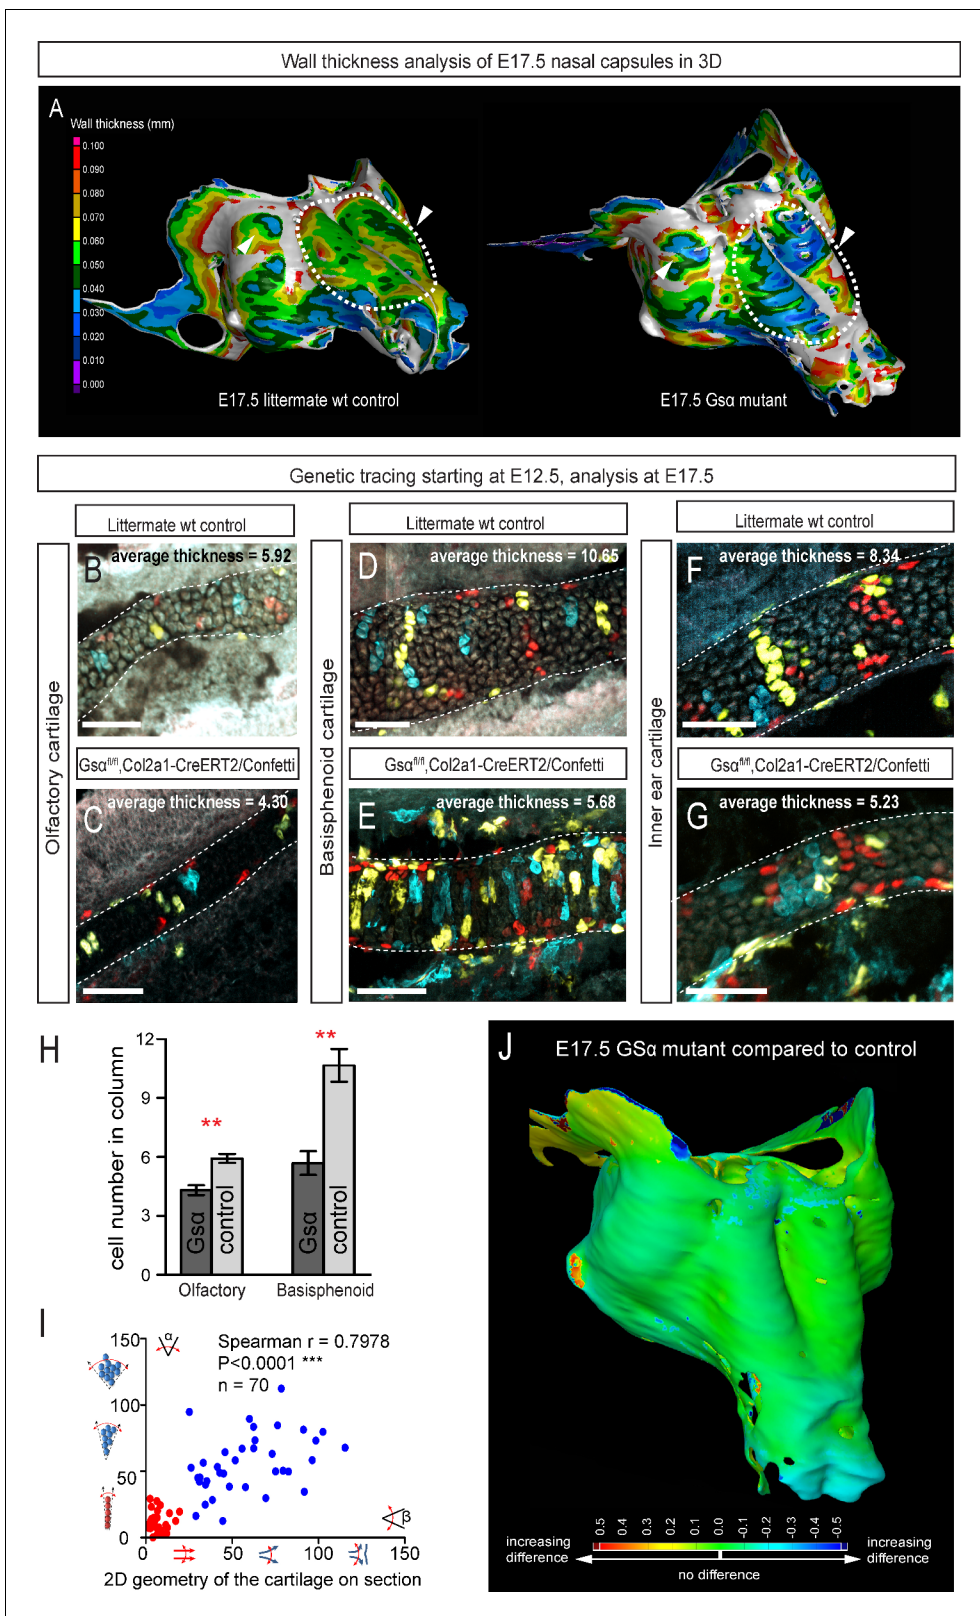 Wall thickness analysis of E17.5 nasal capsules in 3D
A
Wall thickness (mm)
0.100
0.090
0.080
0.070
0.060
0.050
0.040
0.030
0.020
0.010
0.000
E17.5 littermate wt control
E17.5 Gsα mutant
Genetic tracing starting at E12.5, analysis at E17.5
Littermate wt control
Littermate wt control
Littermate wt control
Olfactory cartilage
B
average thickness = 5.92
Basisphenoid cartilage
D
average thickness = 10.65
Inner ear cartilage
F
average thickness = 8.34
Gsαfl/fl,Col2a1-CreERT2/Confetti
Gsαfl/fl,Col2a1-CreERT2/Confetti
Gsαfl/fl,Col2a1-CreERT2/Confetti
C
average thickness = 4.30
E
average thickness = 5.68
G
average thickness = 5.23
H
cell number in column
12
9
6
3
0
**
**
Gsα
control
Gsα
control
Olfactory
Basisphenoid
I
150
100
50
0
α
Spearman r = 0.7978
P<0.0001 ***
n = 70
β
0
50
100
150
2D geometry of the cartilage on section
J
E17.5 GSα mutant compared to control
0.5
0.4
0.3
0.2
0.1
0.0
-0.1
-0.2
-0.3
-0.4
-0.5
increasing difference
no difference
increasing difference